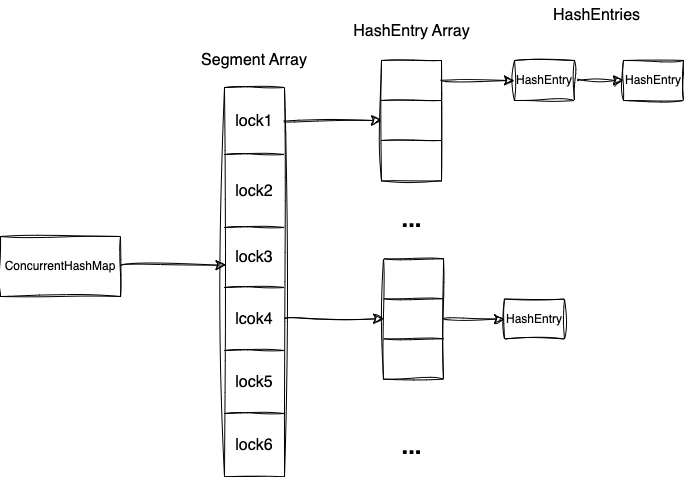 HashEntries
HashEntry Array
Segment Array
HashEntry
HashEntry
lock1
lock2
...
lock3
ConcurrentHashMap
lcok4
HashEntry
lock5
lock6
...